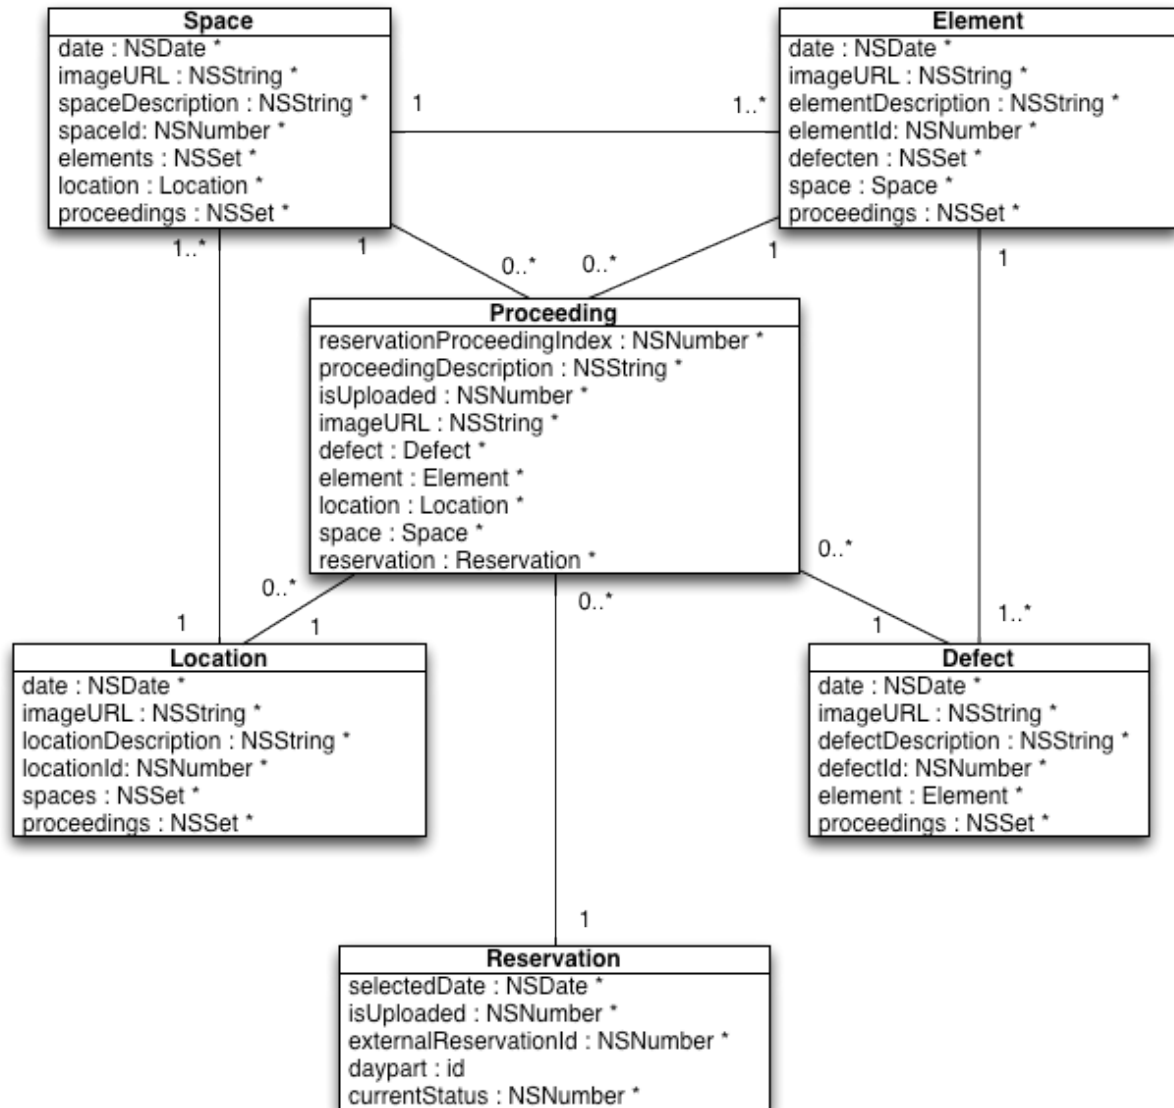 Space
date : NSDate *
imageURL : NSString *
spaceDescription : NSString *
spaceId: NSNumber *
elements : NSSet *
location : Location *
proceedings : NSSet *
Element
date : NSDate *
imageURL : NSString *
elementDescription : NSString *
elementId: NSNumber *
defecten : NSSet *
space : Space *
proceedings : NSSet *
1
1..*
1..*
1
0..*
0..*
1
1
Proceeding
reservationProceedingIndex : NSNumber *
proceedingDescription : NSString *
isUploaded : NSNumber *
imageURL : NSString *
defect : Defect *
element : Element *
location : Location *
space : Space *
reservation : Reservation *
0..*
0..*
0..*
1
1
1
1..*
Location
date : NSDate *
imageURL : NSString *
locationDescription : NSString *
locationId: NSNumber *
spaces : NSSet *
proceedings : NSSet *
Defect
date : NSDate *
imageURL : NSString *
defectDescription : NSString *
defectId: NSNumber *
element : Element *
proceedings : NSSet *
1
Reservation
selectedDate : NSDate *
isUploaded : NSNumber *
externalReservationId : NSNumber *
daypart : id
currentStatus : NSNumber *